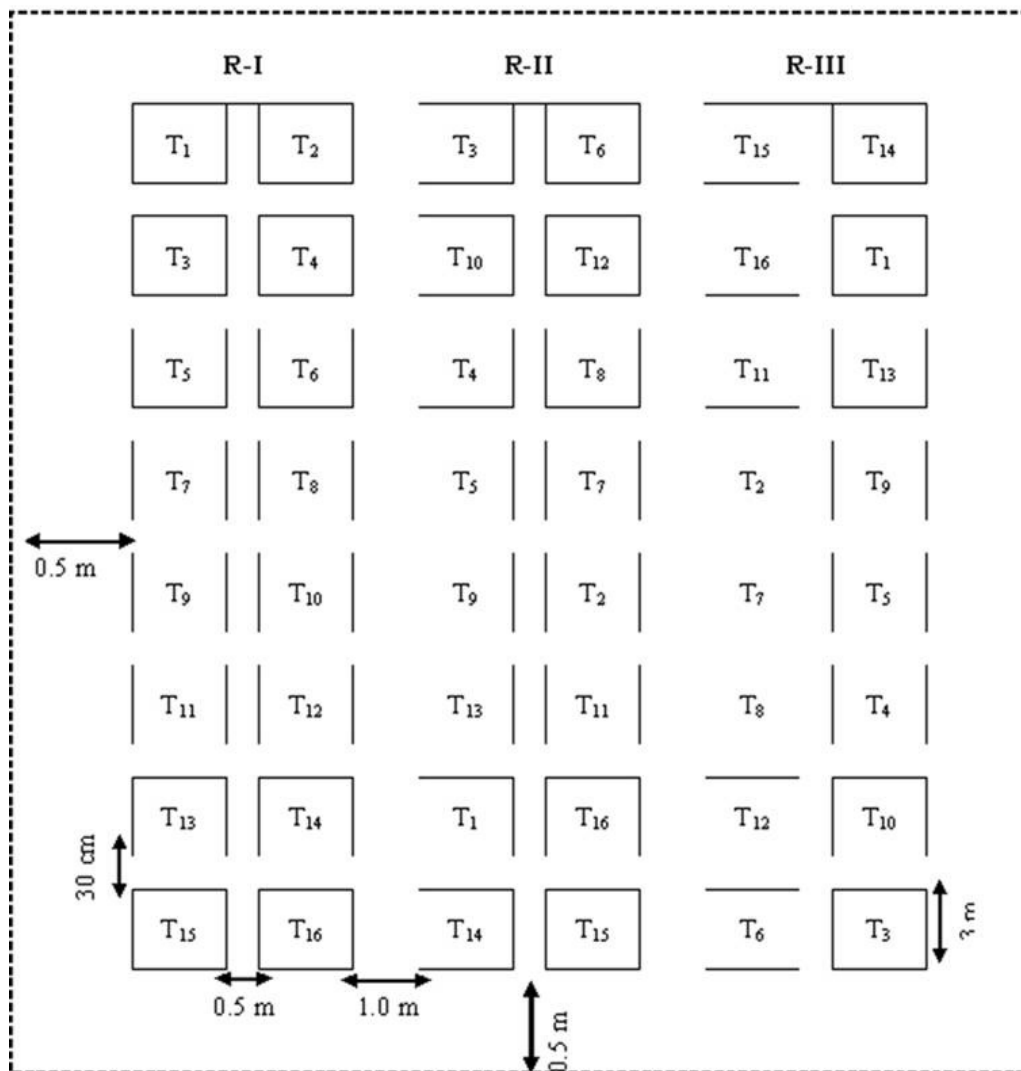 R-I R-II R-III
T₁ T₂ T₃ T₆ T₁₅ T₁₄
T₃ T₄ T₁₀ T₁₂ T₁₆ T₁
T₅ T₆ T₄ T₈ T₁₁ T₁₃
T₇ T₈ T₅ T₇ T₂ T₉
0.5 m
T₉ T₁₀ T₉ T₂ T₇ T₅
T₁₁ T₁₂ T₁₃ T₁₁ T₈ T₄
T₁₃ T₁₄ T₁ T₁₆ T₁₂ T₁₀
30 cm
T₁₅ T₁₆ T₁₄ T₁₅ T₆ T₃
3 m
0.5 m 1.0 m
0.5 m